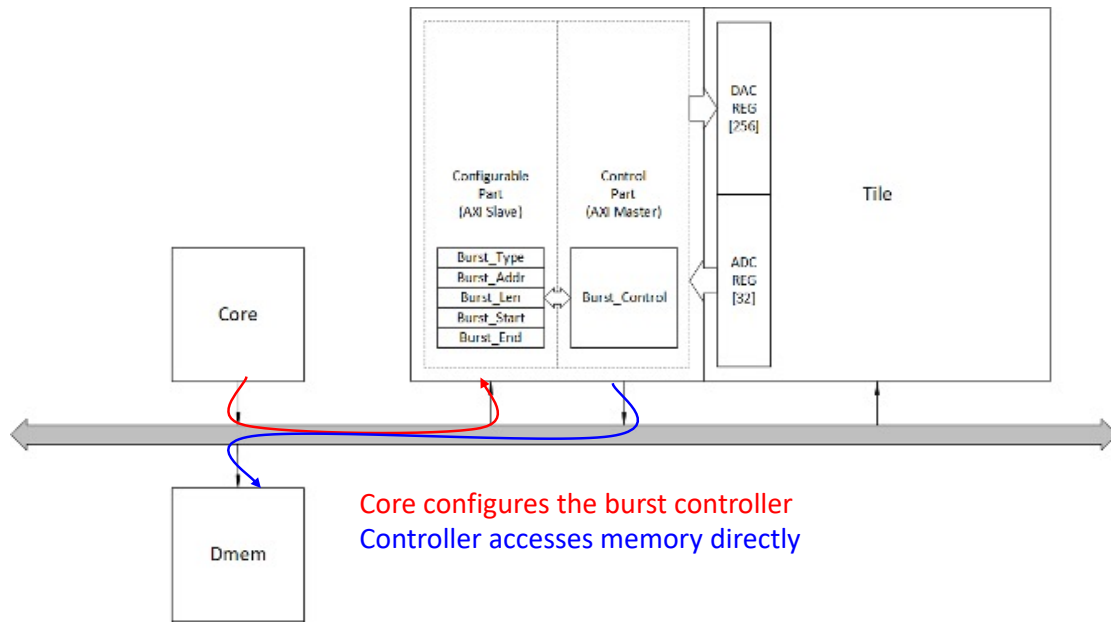 DAC
REG
[256]
Configurable
Part
(AXI Slave)
Control
Part
(AXI Master)
Tile
Burst_Type
Burst_Addr
Burst_Len
Burst_Start
Burst_End
Burst_Control
ADC
REG
[32]
Core
Dmem
Core configures the burst controller
Controller accesses memory directly